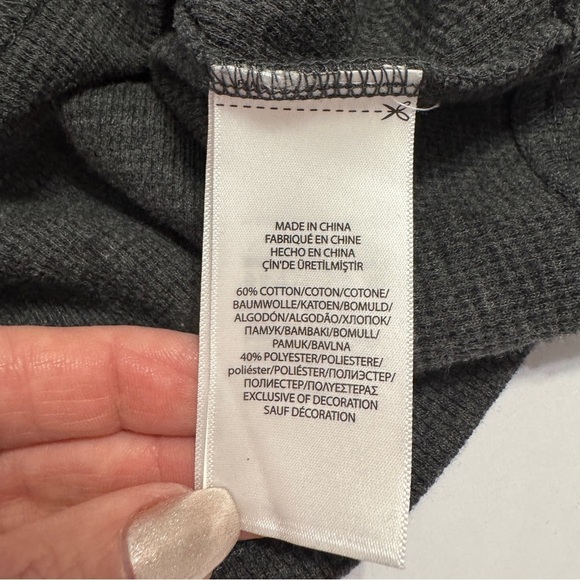 MADE IN CHINA
FABRIQUÉ EN CHINE
HECHO EN CHINA
ÇİN'DE ÜRETİLMİŞTİR
60% COTTON/COTON/COTONE/
BAUMWOLLE/KATOEN/BOMULD/
ALGODÓN/ALGODÃO/ХЛОПОК/
ПАМУК/ΒΑΜΒΑΚΙ/BOMULL/
PAMUK/BAVLNA
40% POLYESTER/POLIESTERE/
poliéster/POLIÉSTER/ПОЛИЭСТЕР/
ПОЛИЕСТЕР/ΠΟΛΥΕΣΤΕΡΑΣ
EXCLUSIVE OF DECORATION
SAUF DÉCORATION